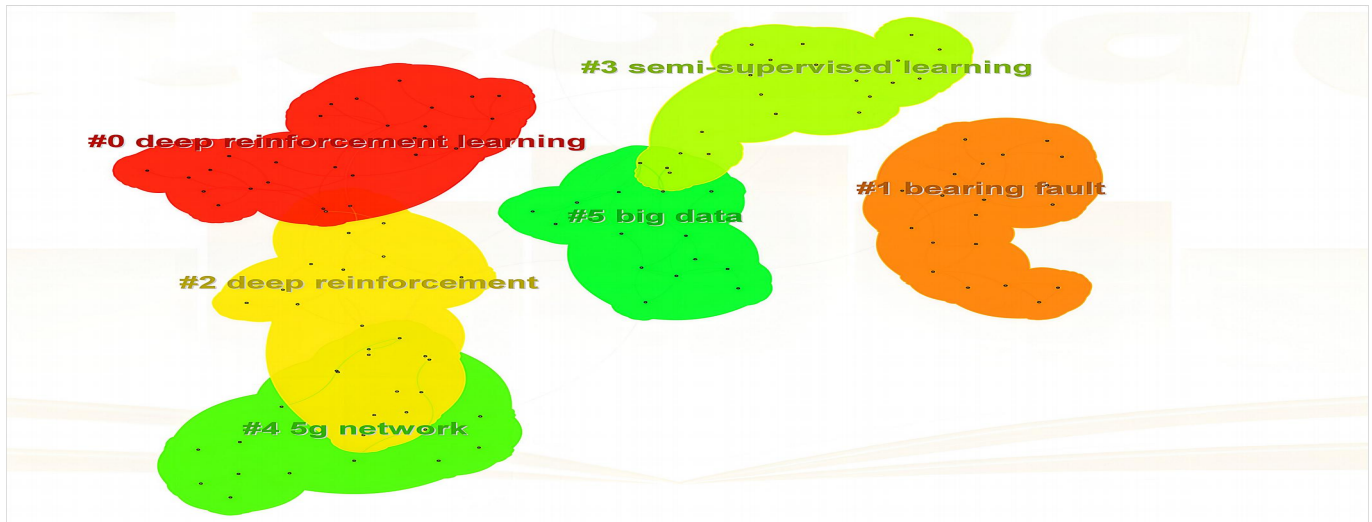 #3 semi-supervised learning
#0 deep reinforcement learning
#1 bearing fault
#5 big data
#2 deep reinforcement
#4 5g network